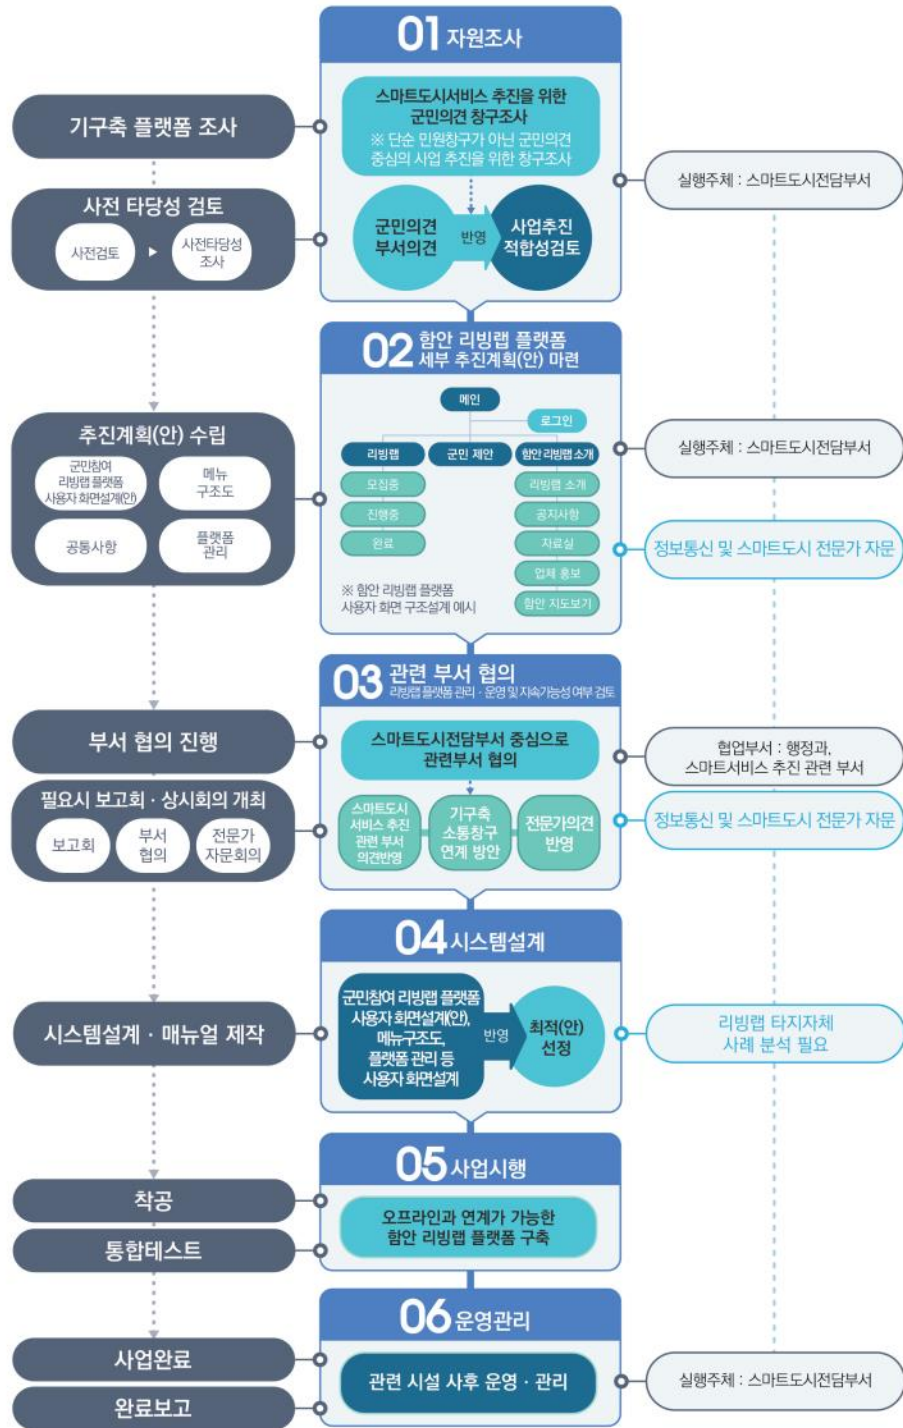 01 자원조사
스마트도시서비스 추진을 위한
군민의견 창구조사
※ 단순 민원창구가 아닌 군민의견
중심의 사업 추진을 위한 창구조사
군민의견
부서의견
반영
사업추진
적합성검토
기구축 플랫폼 조사
사전 타당성 검토
사전검토
사전타당성
조사
실행주체 : 스마트도시전담부서
02 함안 리빙랩 플랫폼
세부 추진계획(안) 마련
메인
로그인
리빙랩
군민 제안
함안 리빙랩 소개
모집중
진행중
완료
리빙랩 소개
공지사항
자료실
업체 홍보
함안 지도보기
※ 함안 리빙랩 플랫폼
사용자 화면 구조설계 예시
추진계획(안) 수립
군민참여
리빙랩 플랫폼
사용자 화면설계(안)
메뉴
구조도
공통사항
플랫폼
관리
실행주체 : 스마트도시전담부서
정보통신 및 스마트도시 전문가 자문
03 관련 부서 협의
리빙랩 플랫폼 관리 · 운영 및 지속가능성 여부 검토
스마트도시전담부서 중심으로
관련부서 협의
스마트도시
서비스 추진
관련 부서
의견반영
기구축
소통창구
연계 방안
전문가의견
반영
부서 협의 진행
필요시 보고회 · 상시회의 개최
보고회
부서
협의
전문가
자문회의
협업부서 : 행정과,
스마트서비스 추진 관련 부서
정보통신 및 스마트도시 전문가 자문
04 시스템설계
군민참여 리빙랩 플랫폼
사용자 화면설계(안),
메뉴구조도,
플랫폼 관리 등
사용자 화면설계
반영
최적(안)
선정
시스템설계 · 매뉴얼 제작
리빙랩 타지자체
사례 분석 필요
05 사업시행
오프라인과 연계가 가능한
함안 리빙랩 플랫폼 구축
착공
통합테스트
06 운영관리
관련 시설 사후 운영 · 관리
사업완료
완료보고
실행주체 : 스마트도시전담부서